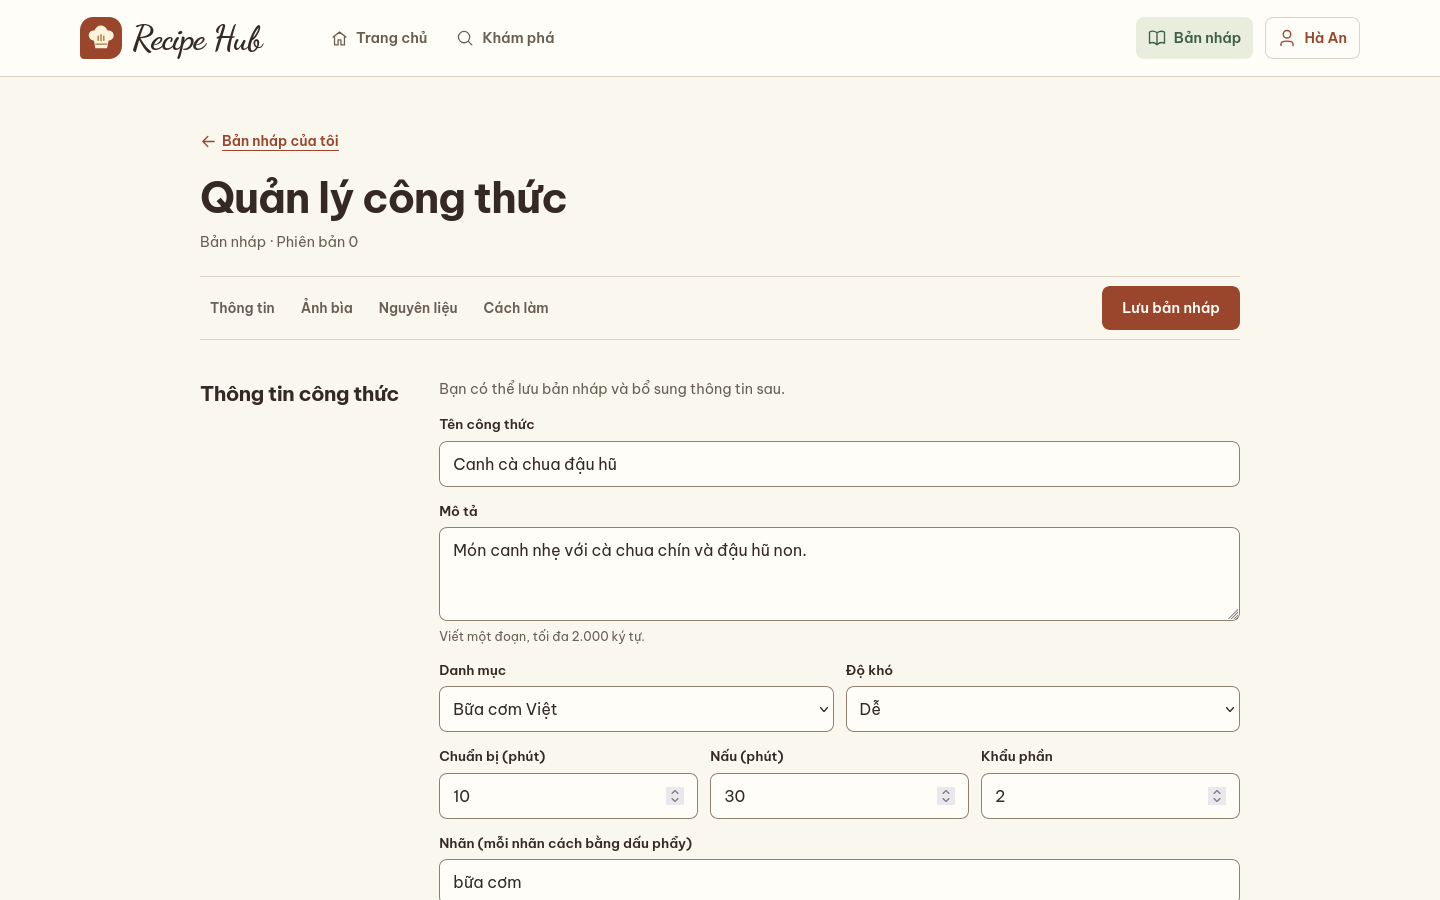 Recipe Hub
Trang chủ
Khám phá
Bản nháp
Hà An
Bản nháp của tôi
Quản lý công thức
Bản nháp · Phiên bản 0
Thông tin
Ảnh bìa
Nguyên liệu
Cách làm
Lưu bản nháp
Thông tin công thức
Bạn có thể lưu bản nháp và bổ sung thông tin sau.
Tên công thức
Canh cà chua đậu hũ
Mô tả
Món canh nhẹ với cà chua chín và đậu hũ non.
Viết một đoạn, tối đa 2.000 ký tự.
Danh mục
Độ khó
Bữa cơm Việt
Dễ
Chuẩn bị (phút)
Nấu (phút)
Khẩu phần
10
30
2
Nhãn (mỗi nhãn cách bằng dấu phẩy)
bữa cơm